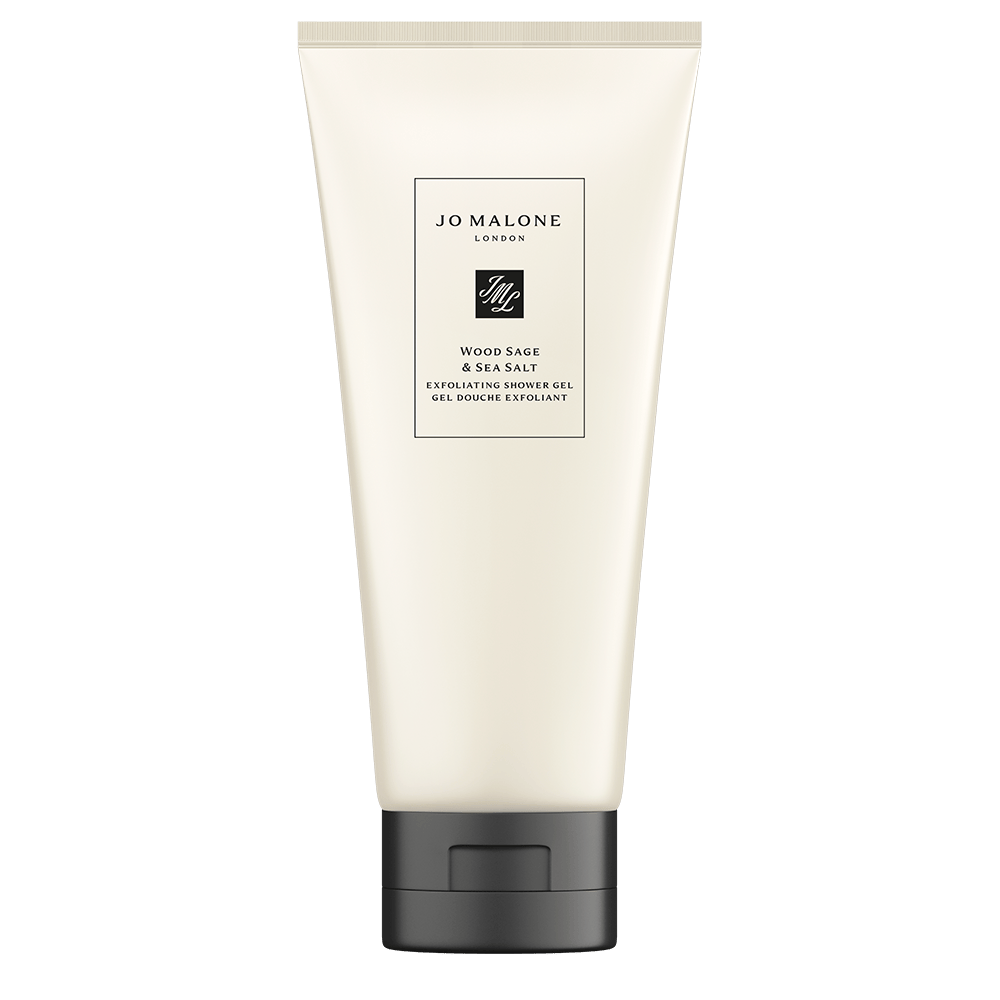 JO MALONE
LONDON
JML
WOOD SAGE
& SEA SALT
EXFOLIATING SHOWER GEL
GEL DOUCHE EXFOLIANT